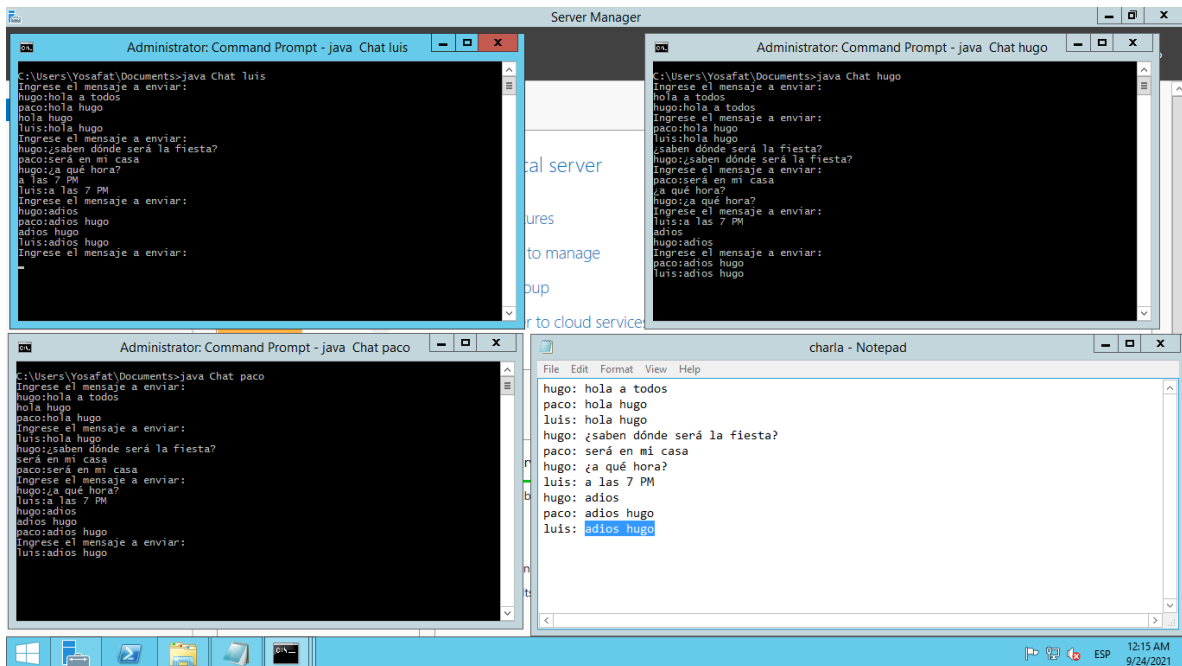 Server Manager
Administrator: Command Prompt - java Chat luis
C:\Users\Yosafat\Documents>java Chat luis
Ingrese el mensaje a enviar:
hugo:hola a todos
paco:hola hugo
hola hugo
luis:hola hugo
Ingrese el mensaje a enviar:
hugo:¿saben dónde será la fiesta?
paco:será en mi casa
hugo:¿a qué hora?
a las 7 PM
luis:a las 7 PM
Ingrese el mensaje a enviar:
hugo:adios
paco:adios hugo
adios hugo
luis:adios hugo
Ingrese el mensaje a enviar:
Administrator: Command Prompt - java Chat hugo
C:\Users\Yosafat\Documents>java Chat hugo
Ingrese el mensaje a enviar:
hola a todos
hugo:hola a todos
Ingrese el mensaje a enviar:
paco:hola hugo
luis:hola hugo
¿saben dónde será la fiesta?
hugo:¿saben dónde será la fiesta?
Ingrese el mensaje a enviar:
paco:será en mi casa
¿a qué hora?
hugo:¿a qué hora?
Ingrese el mensaje a enviar:
luis:a las 7 PM
adios
hugo:adios
Ingrese el mensaje a enviar:
paco:adios hugo
luis:adios hugo
cal server
tures
to manage
oup
r to cloud services
Administrator: Command Prompt - java Chat paco
C:\Users\Yosafat\Documents>java Chat paco
Ingrese el mensaje a enviar:
hugo:hola a todos
hola hugo
paco:hola hugo
Ingrese el mensaje a enviar:
luis:hola hugo
hugo:¿saben dónde será la fiesta?
será en mi casa
paco:será en mi casa
Ingrese el mensaje a enviar:
hugo:¿a qué hora?
luis:a las 7 PM
hugo:adios
adios hugo
paco:adios hugo
Ingrese el mensaje a enviar:
luis:adios hugo
charla - Notepad
File Edit Format View Help
hugo: hola a todos
paco: hola hugo
luis: hola hugo
hugo: ¿saben dónde será la fiesta?
paco: será en mi casa
hugo: ¿a qué hora?
luis: a las 7 PM
hugo: adios
paco: adios hugo
luis: adios hugo
ESP
12:15 AM
9/24/2021